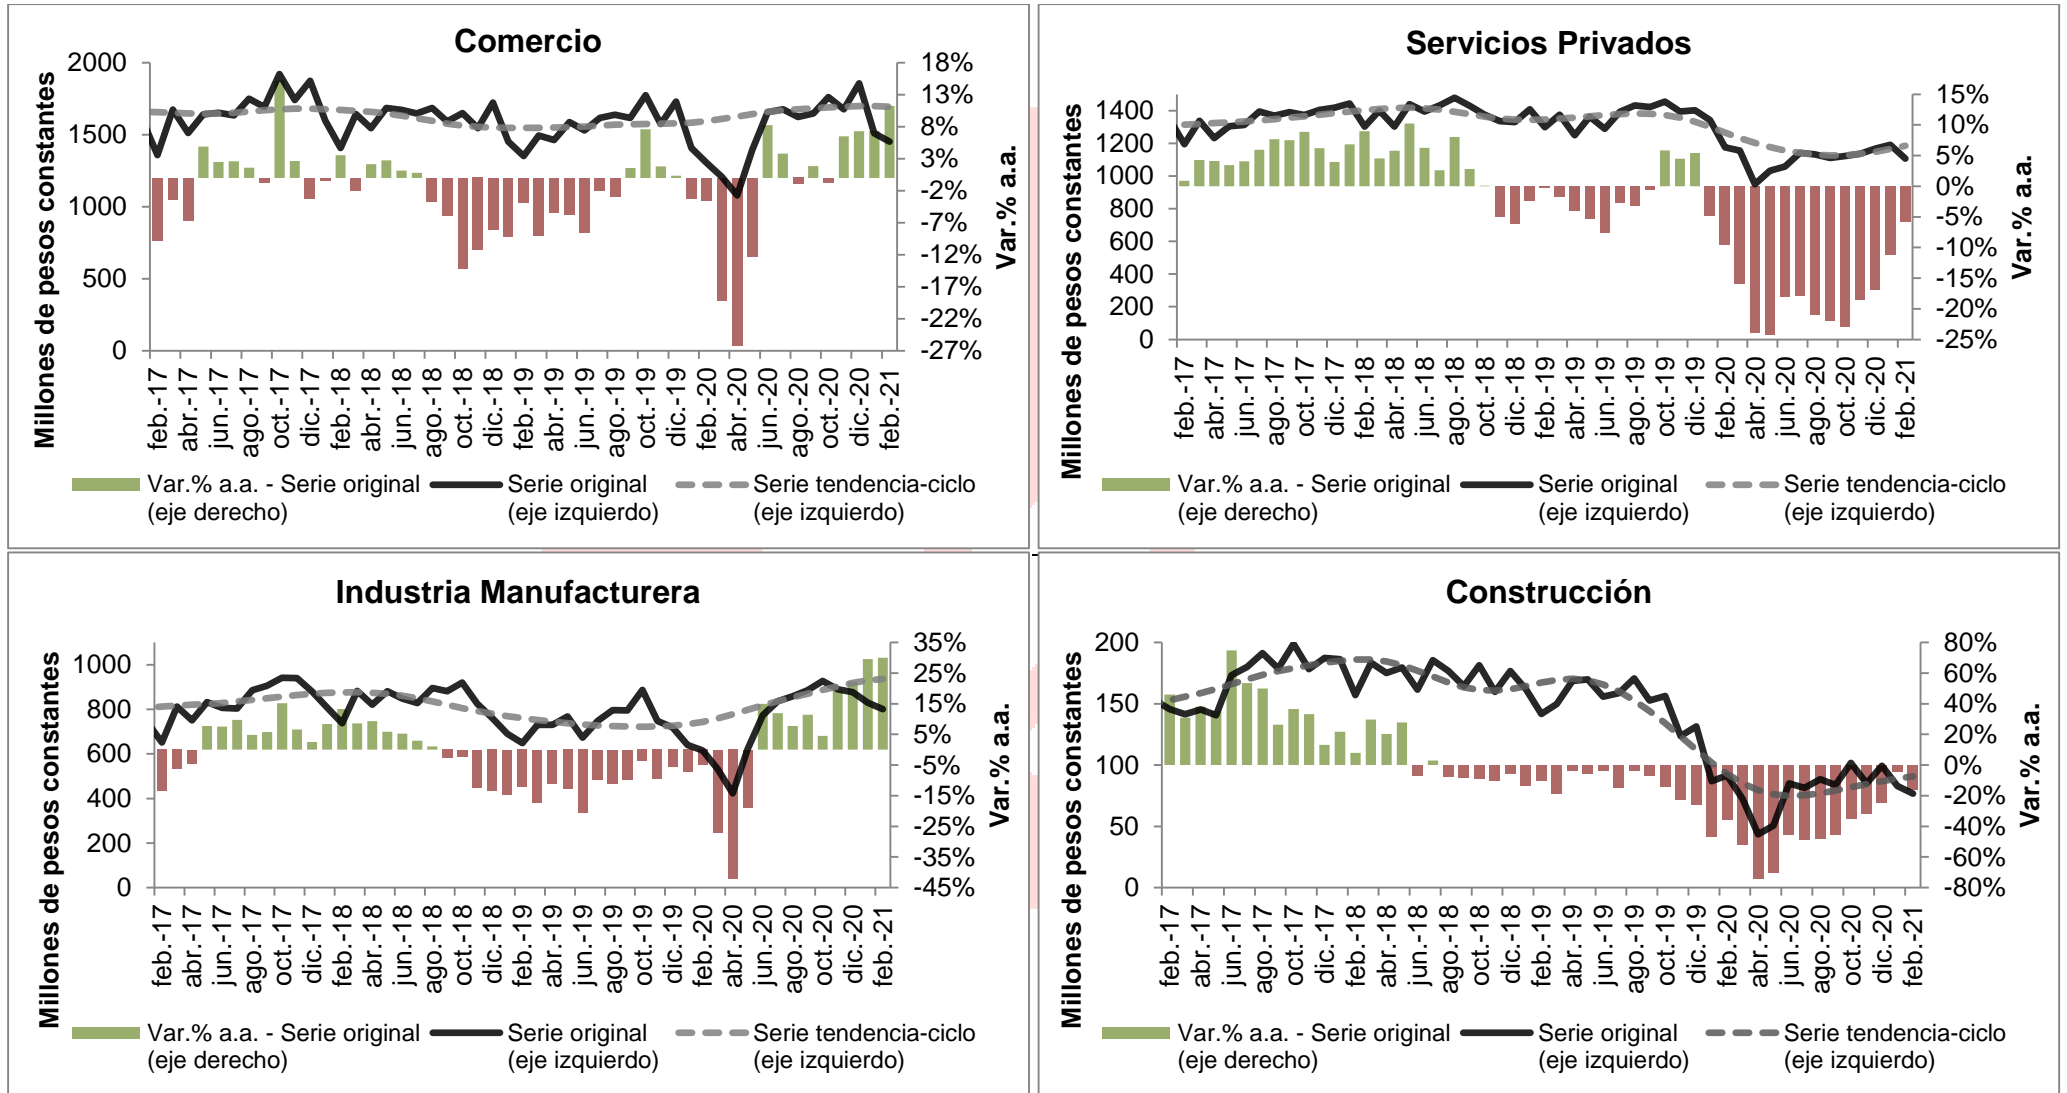 Comercio
Millones de pesos constantes
2000
1500
1000
500
0
18%
13%
8%
3%
-2%
-7%
-12%
-17%
-22%
-27%
Var.% a.a.
feb.-17
abr.-17
jun.-17
ago.-17
oct.-17
dic.-17
feb.-18
abr.-18
jun.-18
ago.-18
oct.-18
dic.-18
feb.-19
abr.-19
jun.-19
ago.-19
oct.-19
dic.-19
feb.-20
abr.-20
jun.-20
ago.-20
oct.-20
dic.-20
feb.-21
Var.% a.a. - Serie original
(eje derecho)
Serie original
(eje izquierdo)
Serie tendencia-ciclo
(eje izquierdo)
Servicios Privados
Millones de pesos constantes
1400
1200
1000
800
600
400
200
0
15%
10%
5%
0%
-5%
-10%
-15%
-20%
-25%
Var.% a.a.
feb.-17
abr.-17
jun.-17
ago.-17
oct.-17
dic.-17
feb.-18
abr.-18
jun.-18
ago.-18
oct.-18
dic.-18
feb.-19
abr.-19
jun.-19
ago.-19
oct.-19
dic.-19
feb.-20
abr.-20
jun.-20
ago.-20
oct.-20
dic.-20
feb.-21
Var.% a.a. - Serie original
(eje derecho)
Serie original
(eje izquierdo)
Serie tendencia-ciclo
(eje izquierdo)
Industria Manufacturera
Millones de pesos constantes
1000
800
600
400
200
0
35%
25%
15%
5%
-5%
-15%
-25%
-35%
-45%
Var.% a.a.
feb.-17
abr.-17
jun.-17
ago.-17
oct.-17
dic.-17
feb.-18
abr.-18
jun.-18
ago.-18
oct.-18
dic.-18
feb.-19
abr.-19
jun.-19
ago.-19
oct.-19
dic.-19
feb.-20
abr.-20
jun.-20
ago.-20
oct.-20
dic.-20
feb.-21
Var.% a.a. - Serie original
(eje derecho)
Serie original
(eje izquierdo)
Serie tendencia-ciclo
(eje izquierdo)
Construcción
Millones de pesos constantes
200
150
100
50
0
80%
60%
40%
20%
0%
-20%
-40%
-60%
-80%
Var.% a.a.
feb.-17
abr.-17
jun.-17
ago.-17
oct.-17
dic.-17
feb.-18
abr.-18
jun.-18
ago.-18
oct.-18
dic.-18
feb.-19
abr.-19
jun.-19
ago.-19
oct.-19
dic.-19
feb.-20
abr.-20
jun.-20
ago.-20
oct.-20
dic.-20
feb.-21
Var.% a.a. - Serie original
(eje derecho)
Serie original
(eje izquierdo)
Serie tendencia-ciclo
(eje izquierdo)